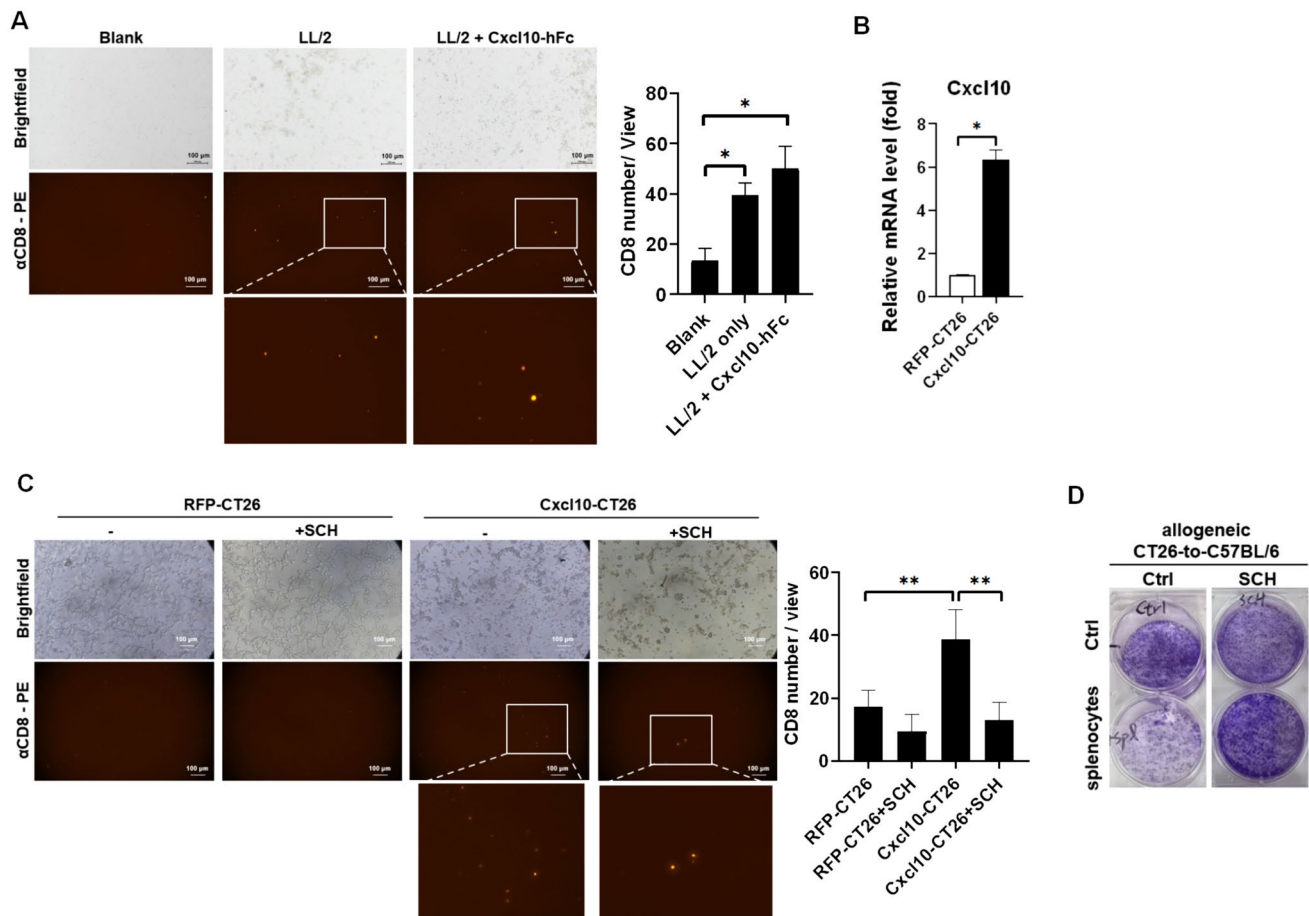 A
Blank
LL/2
LL/2 + Cxcl10-hFc
Brightfield
100 μm
100 μm
100 μm
αCD8 - PE
100 μm
100 μm
100 μm
CD8 number/ View
80
60
40
20
0
*
*
Blank
LL/2 only
LL/2 + Cxcl10-hFc
B
Cxcl10
Relative mRNA level (fold)
8
6
4
2
0
*
RFP-CT26
Cxcl10-CT26
C
RFP-CT26
Cxcl10-CT26
-
+SCH
-
+SCH
Brightfield
100 μm
100 μm
100 μm
100 μm
αCD8 - PE
100 μm
100 μm
100 μm
100 μm
CD8 number / view
60
40
20
0
**
**
RFP-CT26
RFP-CT26+SCH
Cxcl10-CT26
Cxcl10-CT26+SCH
D
allogeneic
CT26-to-C57BL/6
Ctrl
SCH
Ctrl
splenocytes
Ctrl
SCH
spl